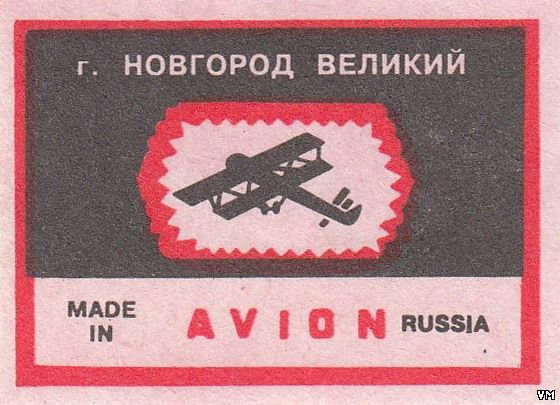 г. НОВГОРОД ВЕЛИКИЙ
MADE
IN
AVION
RUSSIA
VM